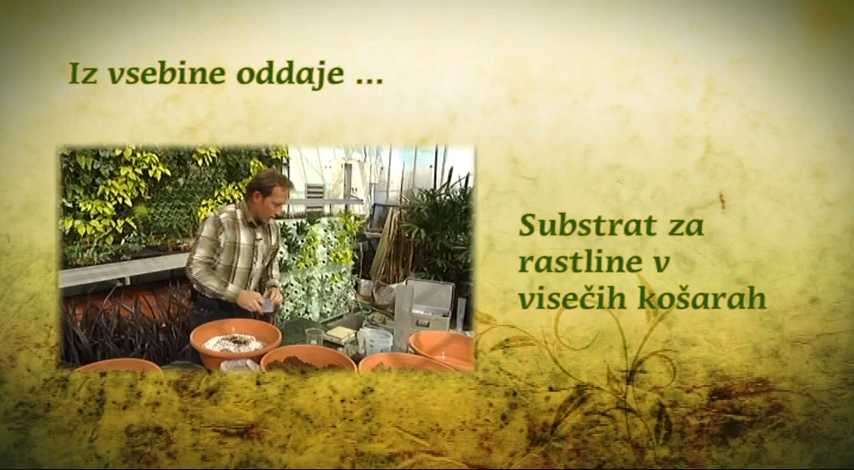 Iz vsebine oddaje ...
Substrat za
rastline v
visečih košarah